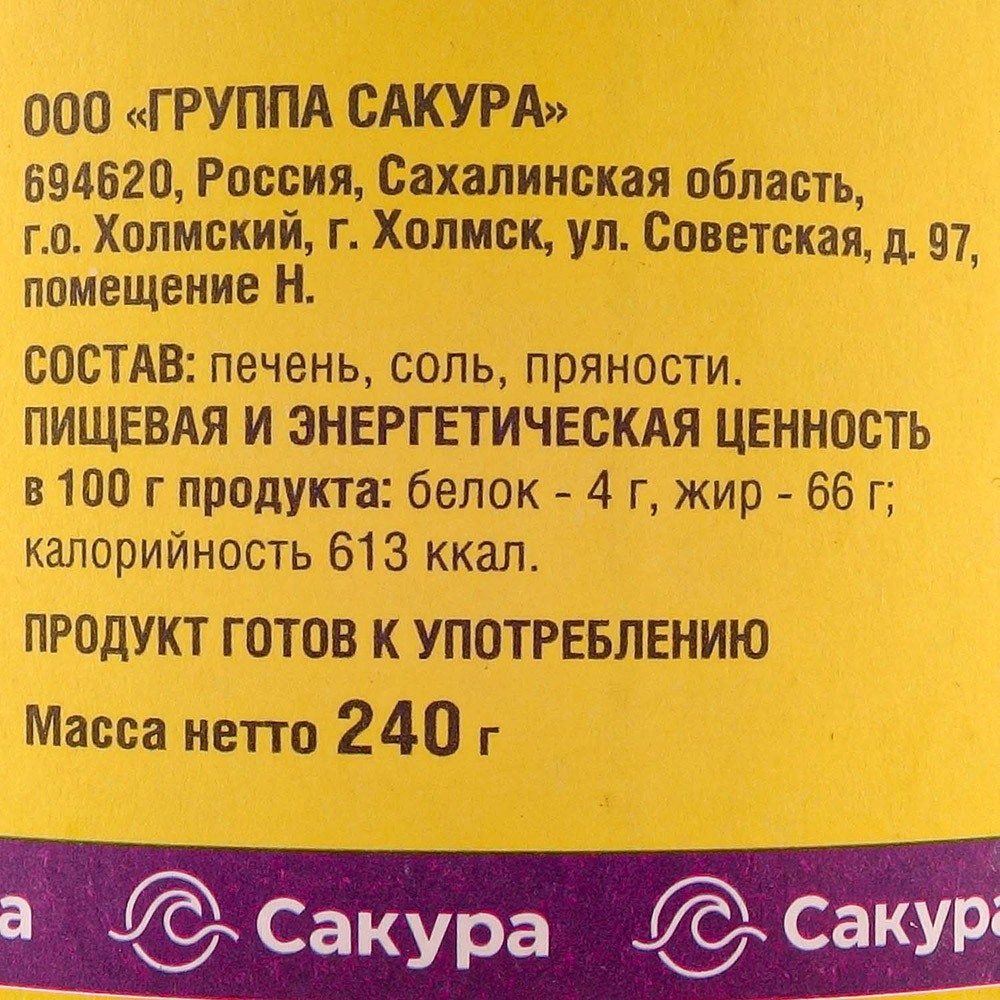 ООО «ГРУППА САКУРА»
694620, Россия, Сахалинская область,
г.о. Холмский, г. Холмск, ул. Советская, д. 97,
помещение Н.
СОСТАВ: печень, соль, пряности.
ПИЩЕВАЯ И ЭНЕРГЕТИЧЕСКАЯ ЦЕННОСТЬ
в 100 г продукта: белок - 4 г, жир - 66 г;
калорийность 613 ккал.
ПРОДУКТ ГОТОВ К УПОТРЕБЛЕНИЮ
Масса нетто 240 г
а Сакура Сакура